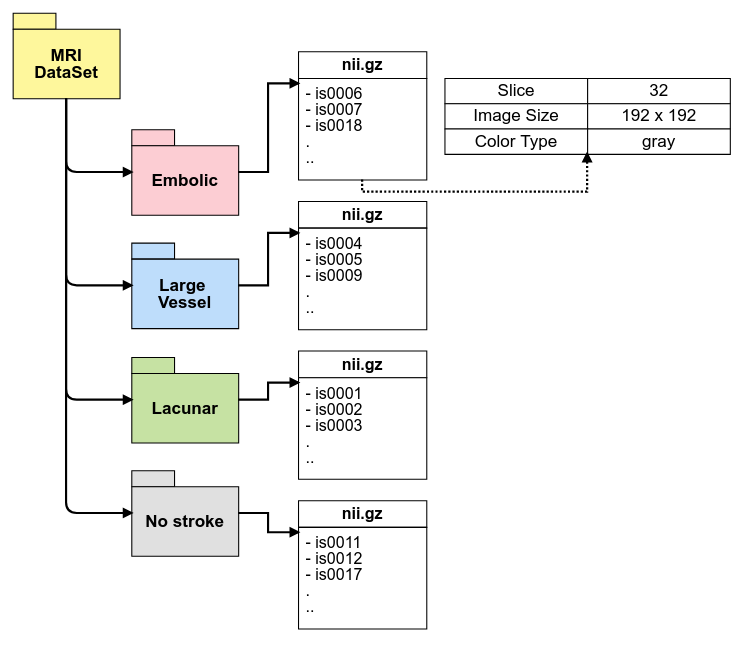 MRI
DataSet
Embolic
nii.gz
- is0006
- is0007
- is0018
.
..
Slice 32
Image Size 192 x 192
Color Type gray
Large
Vessel
nii.gz
- is0004
- is0005
- is0009
.
..
Lacunar
nii.gz
- is0001
- is0002
- is0003
.
..
No stroke
nii.gz
- is0011
- is0012
- is0017
.
..